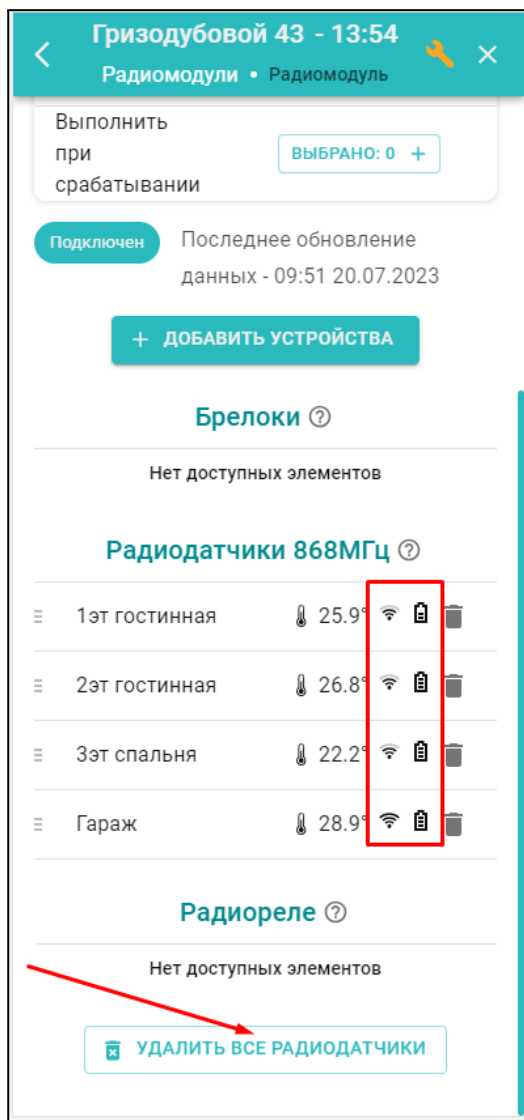 Гризодубовой 43 - 13:54
Радиомодули • Радиомодуль
Выполнить
при
срабатывании
ВЫБРАНО: 0 +
Подключен
Последнее обновление
данных - 09:51 20.07.2023
+ ДОБАВИТЬ УСТРОЙСТВА
Брелоки
Нет доступных элементов
Радиодатчики 868МГц
1эт гостинная 25.9°
2эт гостинная 26.8°
3эт спальня 22.2°
Гараж 28.9°
Радиореле
Нет доступных элементов
УДАЛИТЬ ВСЕ РАДИОДАТЧИКИ